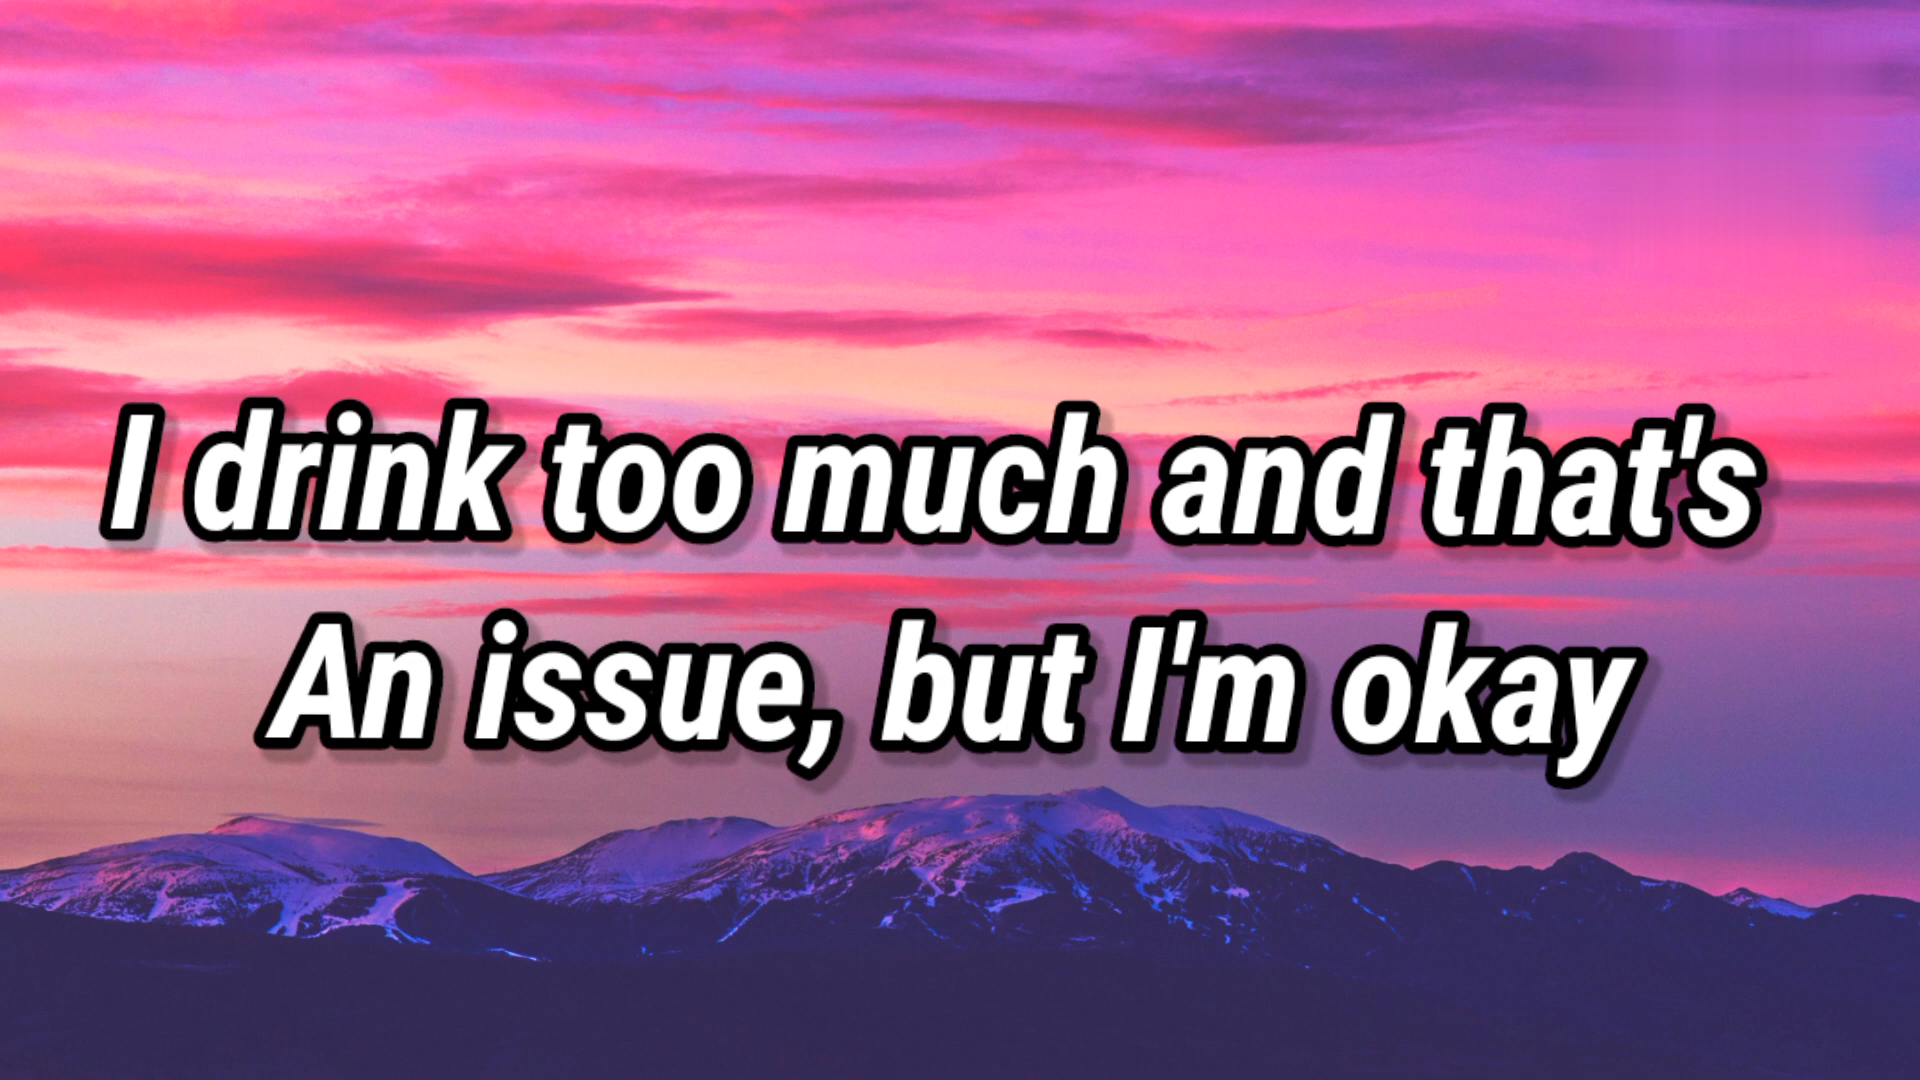 I drink too much and that's
An issue, but I'm okay